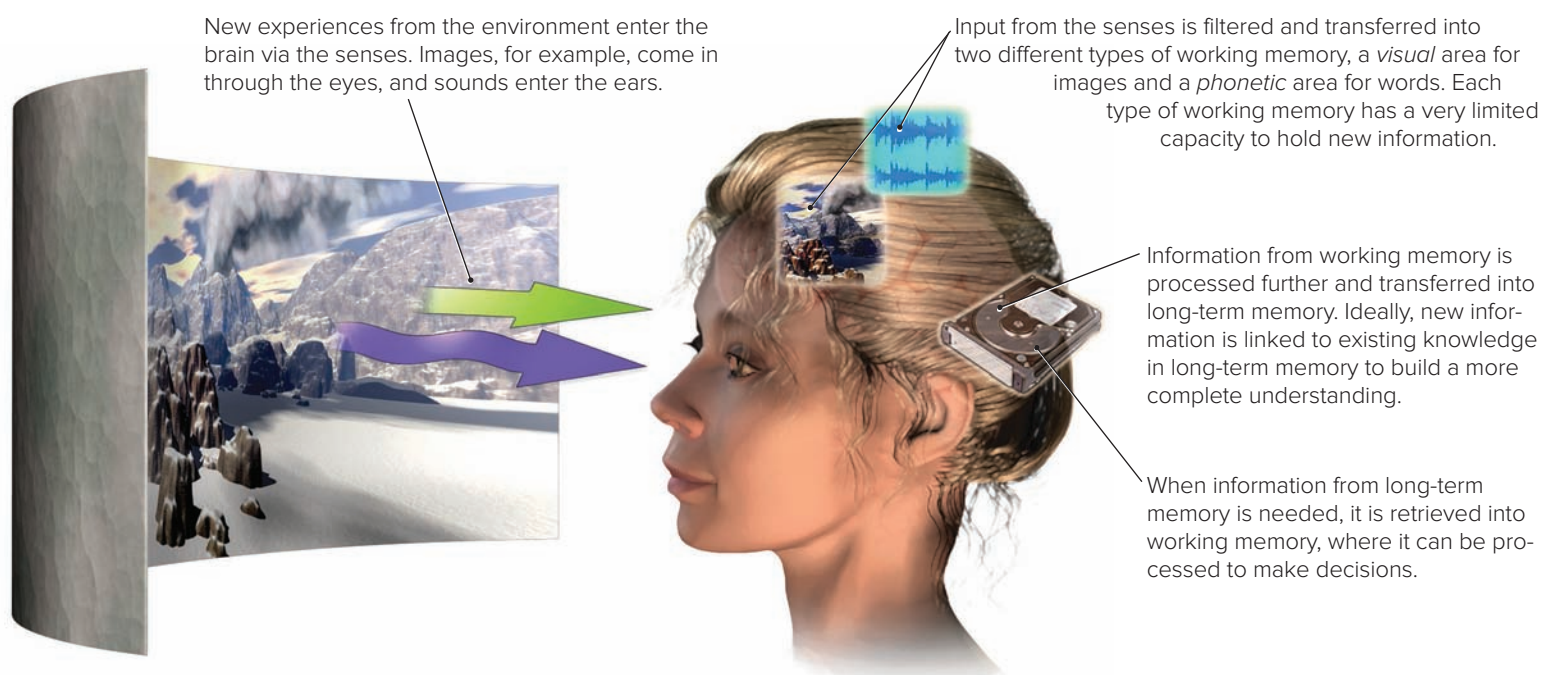 New experiences from the environment enter the
brain via the senses. Images, for example, come in
through the eyes, and sounds enter the ears.
Input from the senses is filtered and transferred into
two different types of working memory, a visual area for
images and a phonetic area for words. Each
type of working memory has a very limited
capacity to hold new information.
Information from working memory is
processed further and transferred into
long-term memory. Ideally, new infor-
mation is linked to existing knowledge
in long-term memory to build a more
complete understanding.
When information from long-term
memory is needed, it is retrieved into
working memory, where it can be pro-
cessed to make decisions.